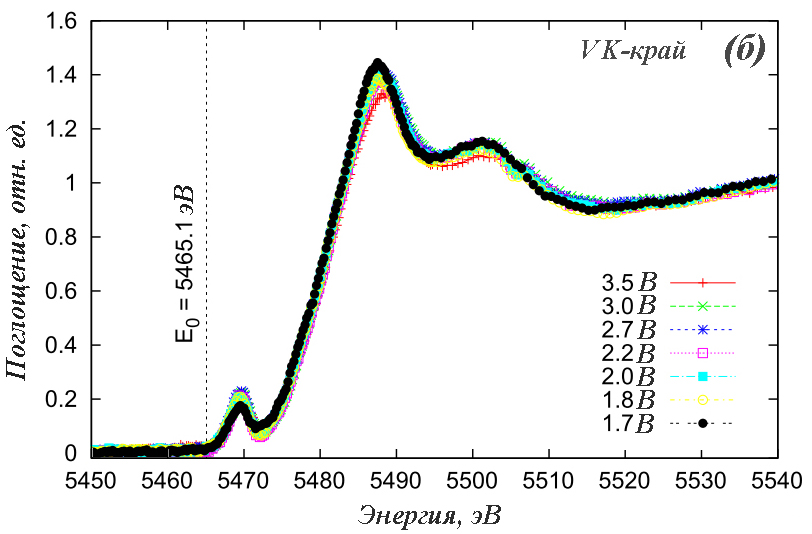 1.6
1.4
1.2
1
0.8
0.6
0.4
0.2
0
Поглощение, отн. ед.
VK-край
(б)
E0 = 5465.1 эВ
3.5 В
3.0 В
2.7 В
2.2 В
2.0 В
1.8 В
1.7 В
5450 5460 5470 5480 5490 5500 5510 5520 5530 5540
Энергия, эВ